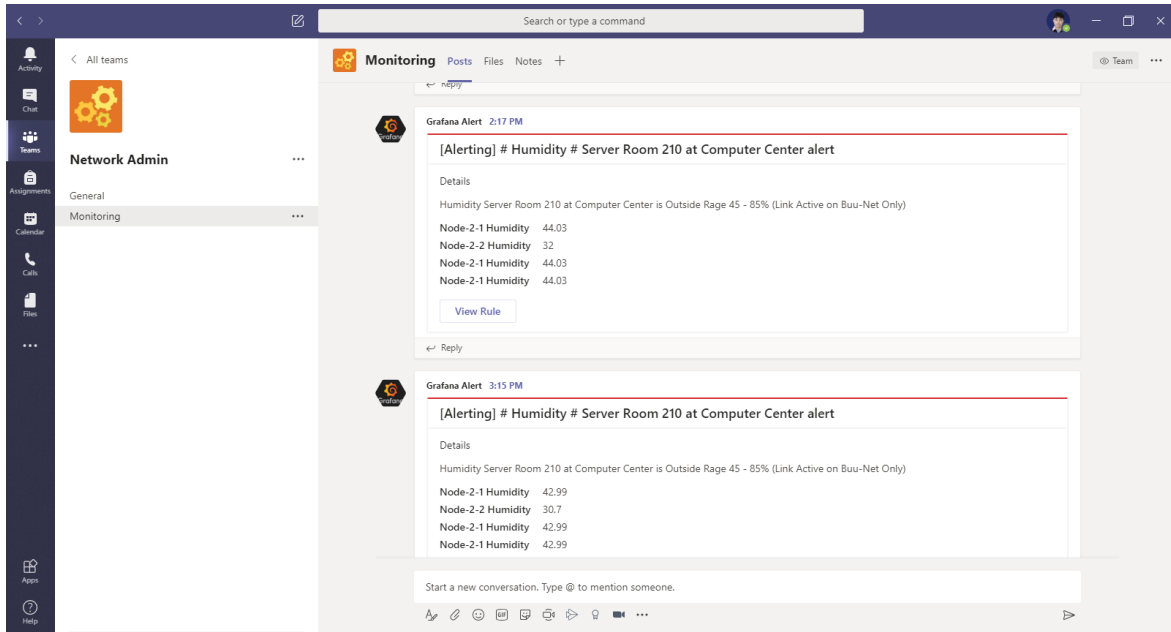 Search or type a command
Activity
Chat
Teams
Assignments
Calendar
Calls
Files
Apps
Help
All teams
Network Admin
General
Monitoring
Monitoring Posts Files Notes
Team
Reply
Grafana
Grafana Alert 2:17 PM
[Alerting] # Humidity # Server Room 210 at Computer Center alert
Details
Humidity Server Room 210 at Computer Center is Outside Rage 45 - 85% (Link Active on Buu-Net Only)
Node-2-1 Humidity 44.03
Node-2-2 Humidity 32
Node-2-1 Humidity 44.03
Node-2-1 Humidity 44.03
View Rule
Reply
Grafana
Grafana Alert 3:15 PM
[Alerting] # Humidity # Server Room 210 at Computer Center alert
Details
Humidity Server Room 210 at Computer Center is Outside Rage 45 - 85% (Link Active on Buu-Net Only)
Node-2-1 Humidity 42.99
Node-2-2 Humidity 30.7
Node-2-1 Humidity 42.99
Node-2-1 Humidity 42.99
Start a new conversation. Type @ to mention someone.
GIF